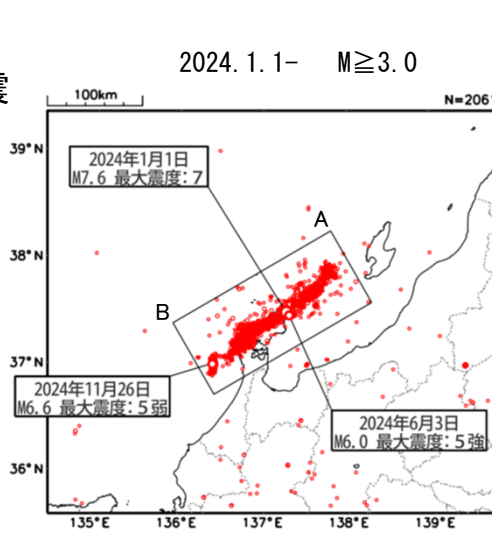 2024.1.1- M≧3.0
震
100km
N=206
39°N
2024年1月1日
M7.6 最大震度:7
38°N
A
B
37°N
2024年11月26日
M6.6 最大震度:5弱
2024年6月3日
M6.0 最大震度:5強
36°N
135°E 136°E 137°E 138°E 139°E